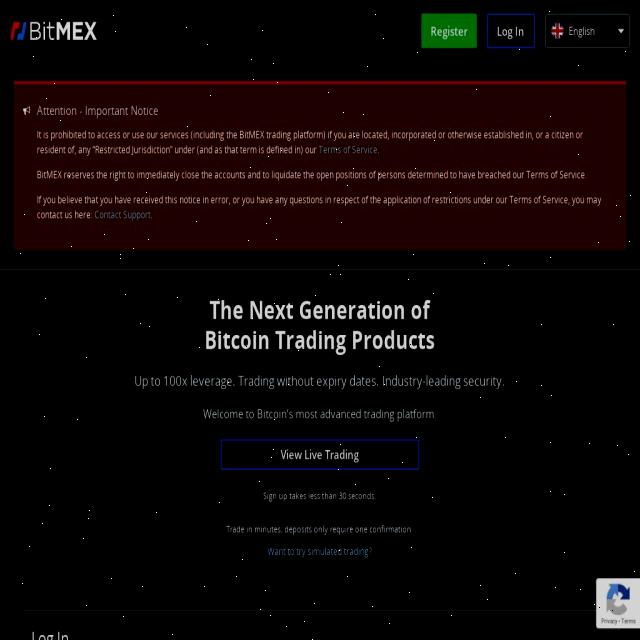 BitMEX
Register
Log In
English
Attention - Important Notice
It is prohibited to access or use our services (including the BitMEX trading platform) if you are located, incorporated or otherwise established in, or a citizen or
resident of, any "Restricted Jurisdiction" under (and as that term is defined in) our Terms of Service.
BitMEX reserves the right to immediately close the accounts and to liquidate the open positions of persons determined to have breached our Terms of Service.
If you believe that you have received this notice in error, or you have any questions in respect of the application of restrictions under our Terms of Service, you may
contact us here: Contact Support.
The Next Generation of
Bitcoin Trading Products
Up to 100x leverage. Trading without expiry dates. Industry-leading security.
Welcome to Bitcoin's most advanced trading platform.
View Live Trading
Sign up takes less than 30 seconds.
Trade in minutes, deposits only require one confirmation.
Want to try simulated trading?
Privacy - Terms
Log In